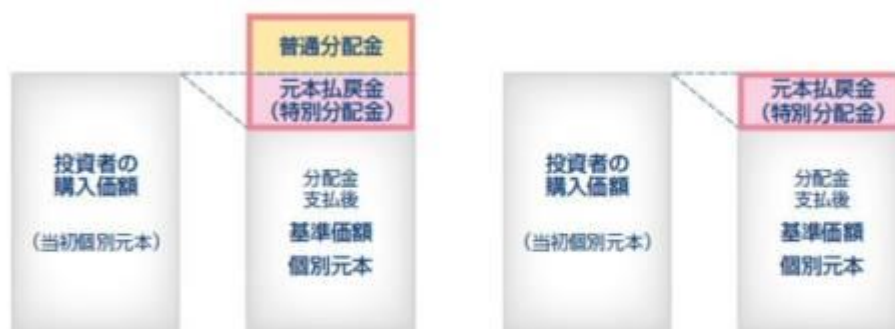 普通分配金
元本払戻金
(特別分配金)
投資者の
購入価額
(当初個別元本)
分配金
支払後
基準価額
個別元本
元本払戻金
(特別分配金)
投資者の
購入価額
(当初個別元本)
分配金
支払後
基準価額
個別元本